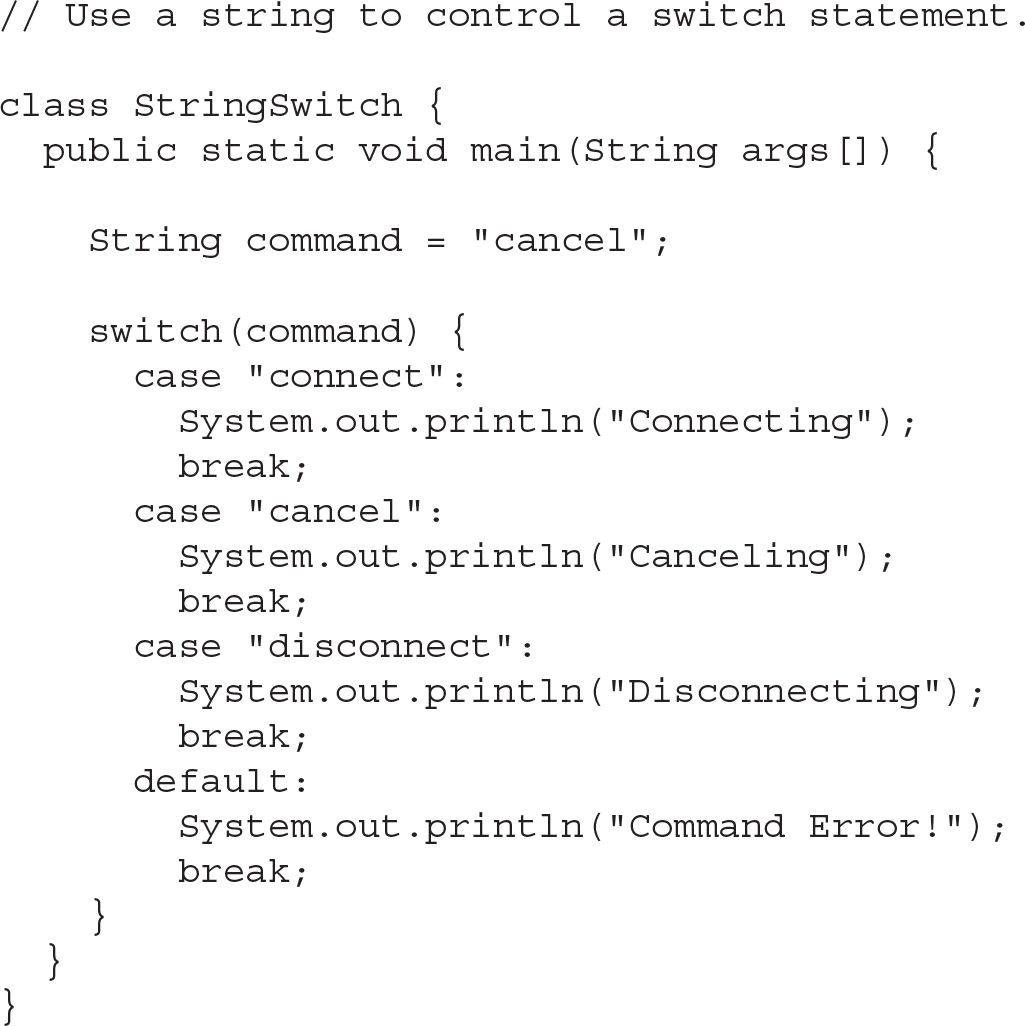 // Use a string to control a switch statement.

class StringSwitch {
  public static void main(String args[]) {

    String command = "cancel";

    switch(command) {
      case "connect":
        System.out.println("Connecting");
        break;
      case "cancel":
        System.out.println("Canceling");
        break;
      case "disconnect":
        System.out.println("Disconnecting");
        break;
      default:
        System.out.println("Command Error!");
        break;
    }
  }
}